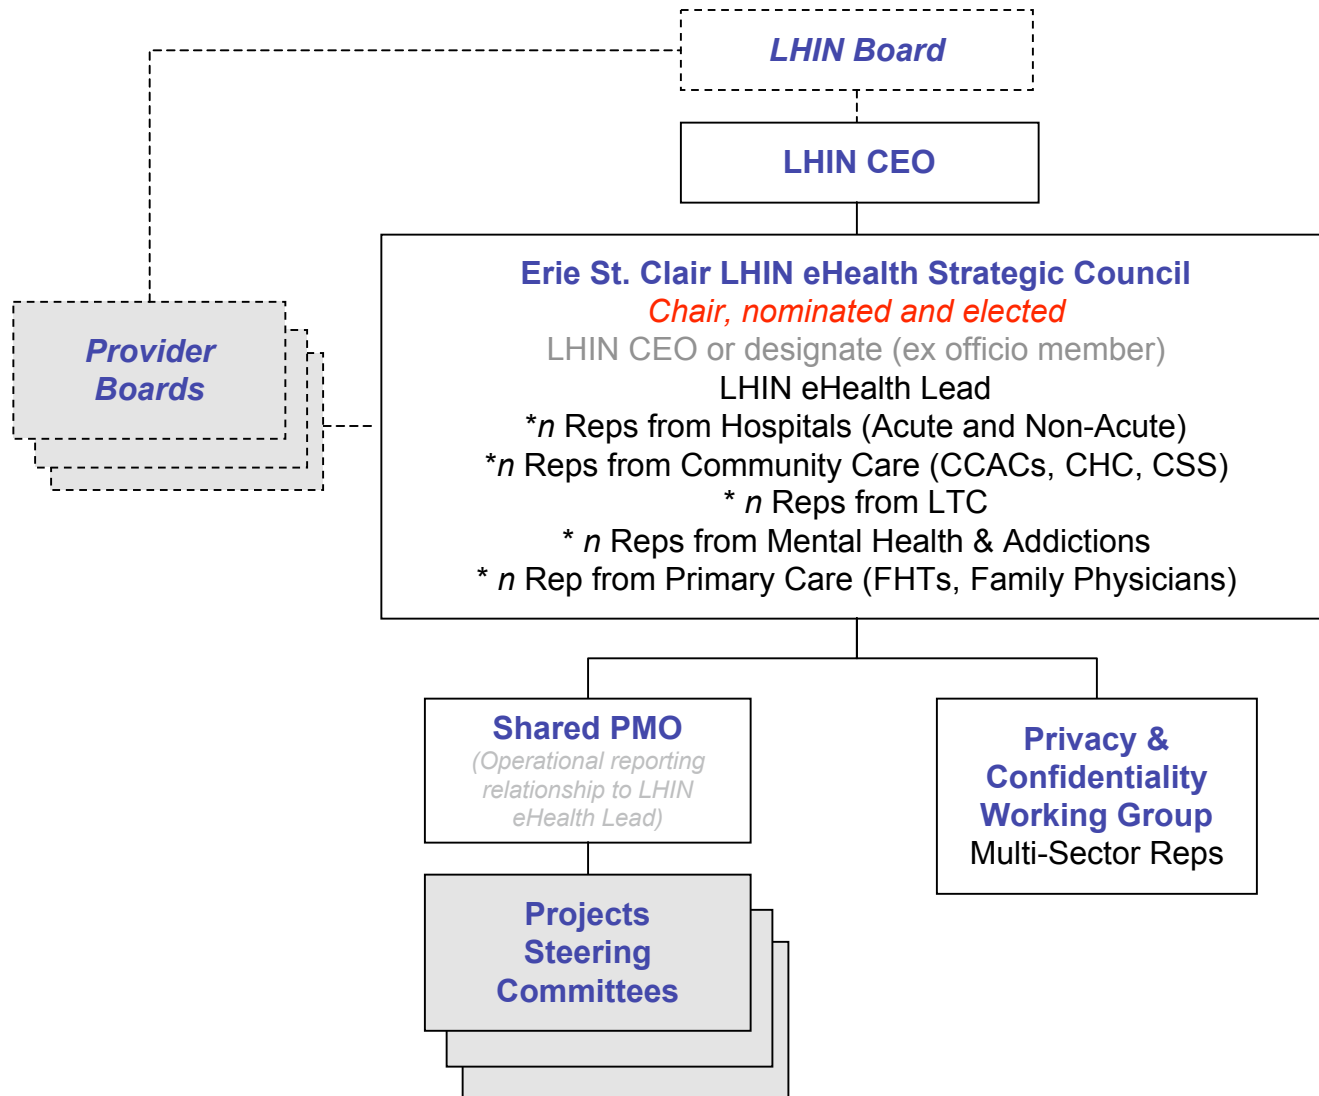 LHIN Board
LHIN CEO
Erie St. Clair LHIN eHealth Strategic Council
Chair, nominated and elected
LHIN CEO or designate (ex officio member)
LHIN eHealth Lead
*n Reps from Hospitals (Acute and Non-Acute)
*n Reps from Community Care (CCACs, CHC, CSS)
* n Reps from LTC
* n Reps from Mental Health & Addictions
* n Rep from Primary Care (FHTs, Family Physicians)
Provider
Boards
Shared PMO
(Operational reporting
relationship to LHIN
eHealth Lead)
Projects
Steering
Committees
Privacy &
Confidentiality
Working Group
Multi-Sector Reps